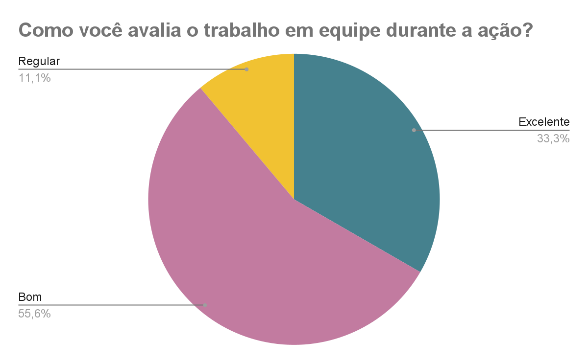 Como você avalia o trabalho em equipe durante a ação?
Regular
11,1%
Excelente
33,3%
Bom
55,6%